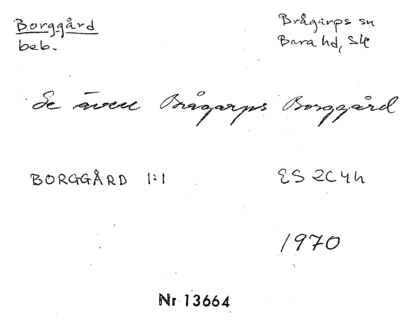 Borggård
beb.
Brågarps sn
Bara hd, Sk
Se även Brågarps Borggård
BORGGÅRD 1:1
ES 2C4h
1970
Nr 13664